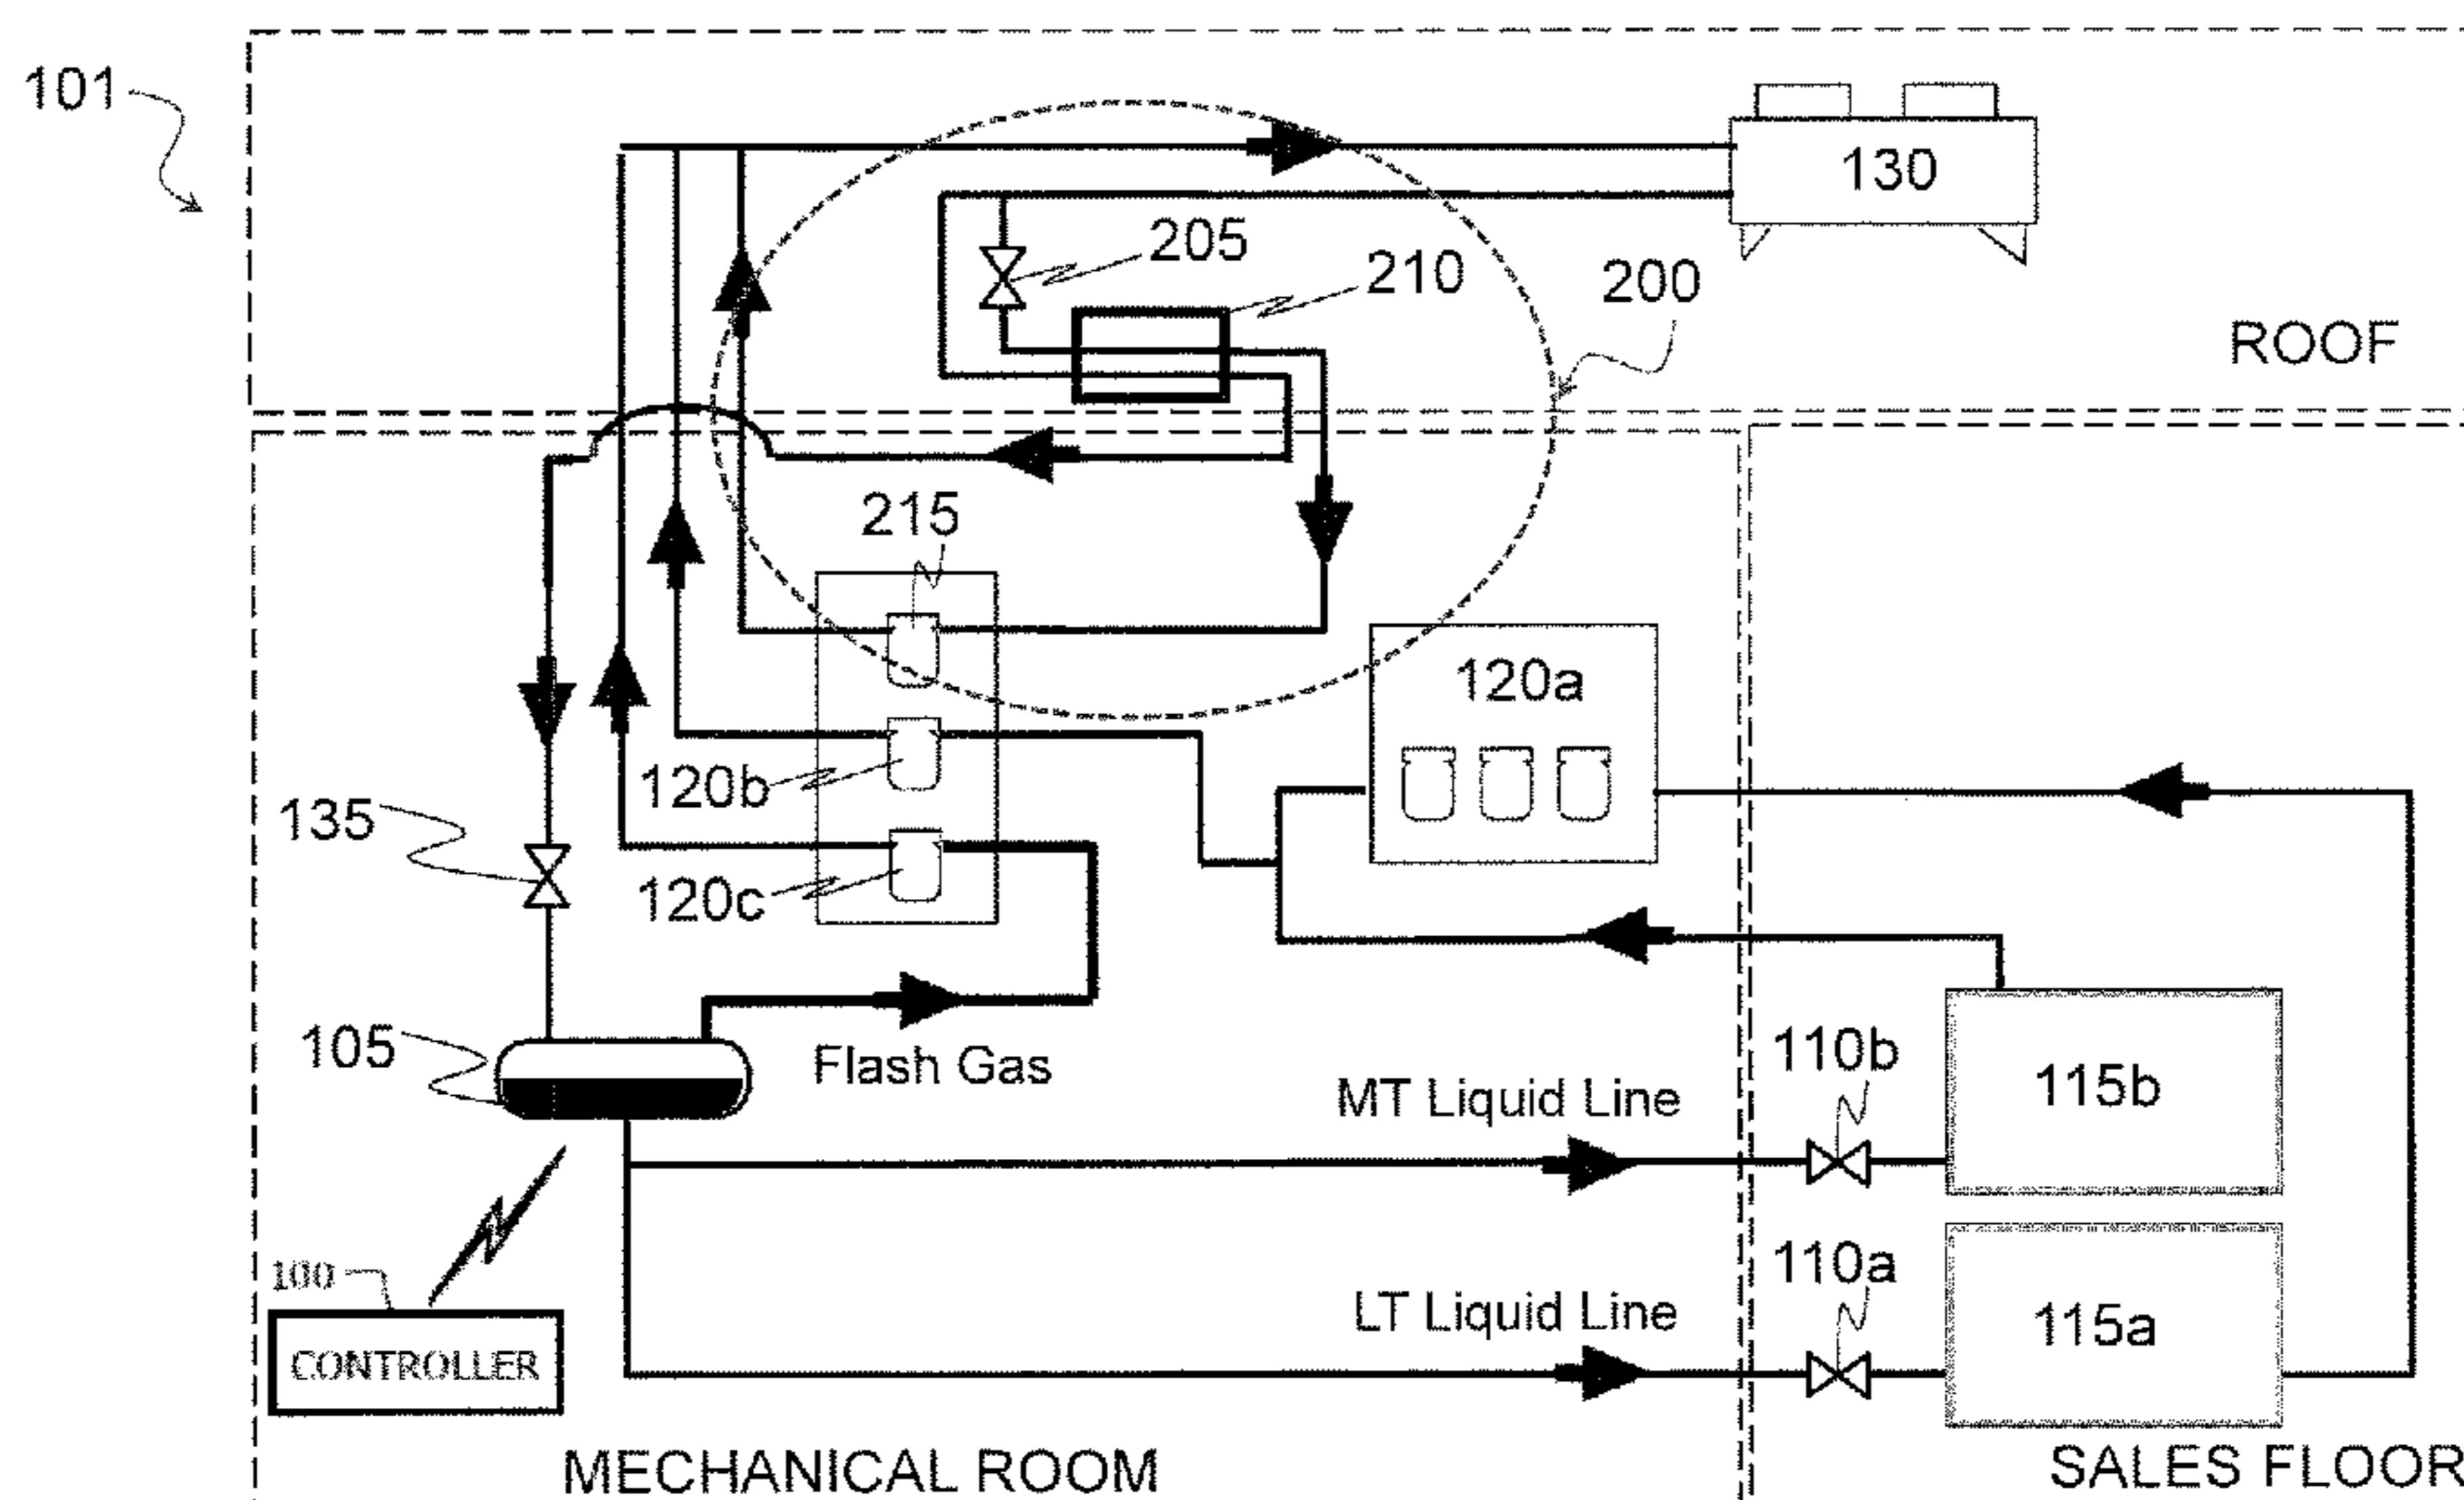 101
130
205
210
200
ROOF
215
120a
120b
135
120c
105
Flash Gas
110b
115b
MT Liquid Line
110a
115a
100
LT Liquid Line
CONTROLLER
MECHANICAL ROOM
SALES FLOOR